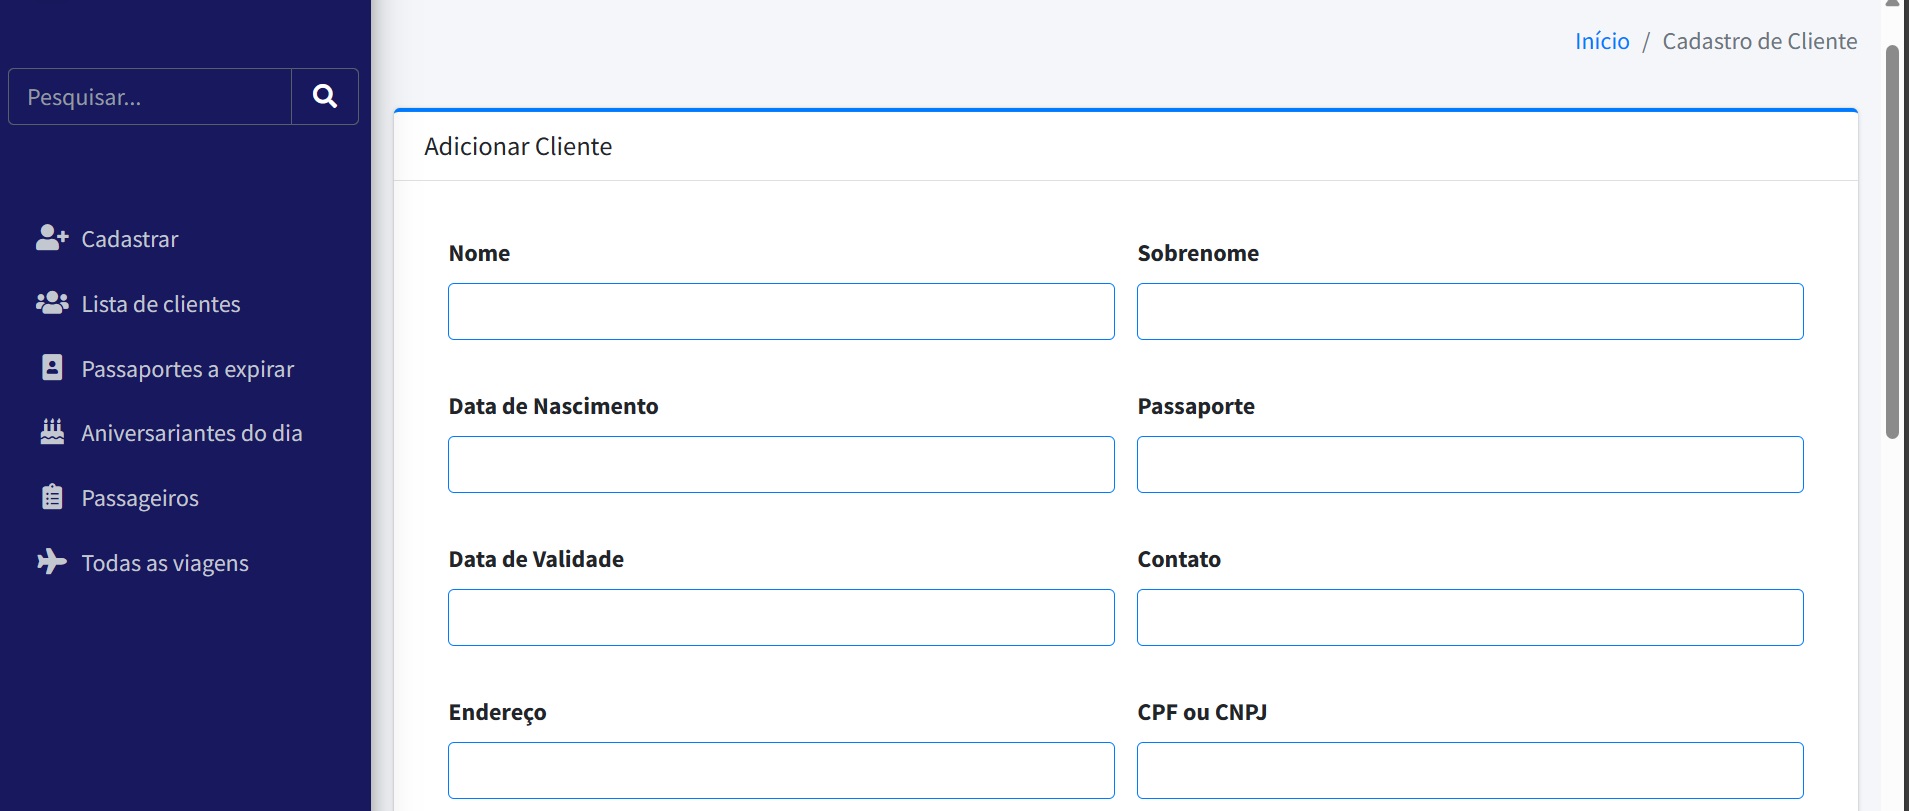 Início / Cadastro de Cliente
Pesquisar...
Cadastrar
Lista de clientes
Passaportes a expirar
Aniversariantes do dia
Passageiros
Todas as viagens
Adicionar Cliente
Nome
Sobrenome
Data de Nascimento
Passaporte
Data de Validade
Contato
Endereço
CPF ou CNPJ